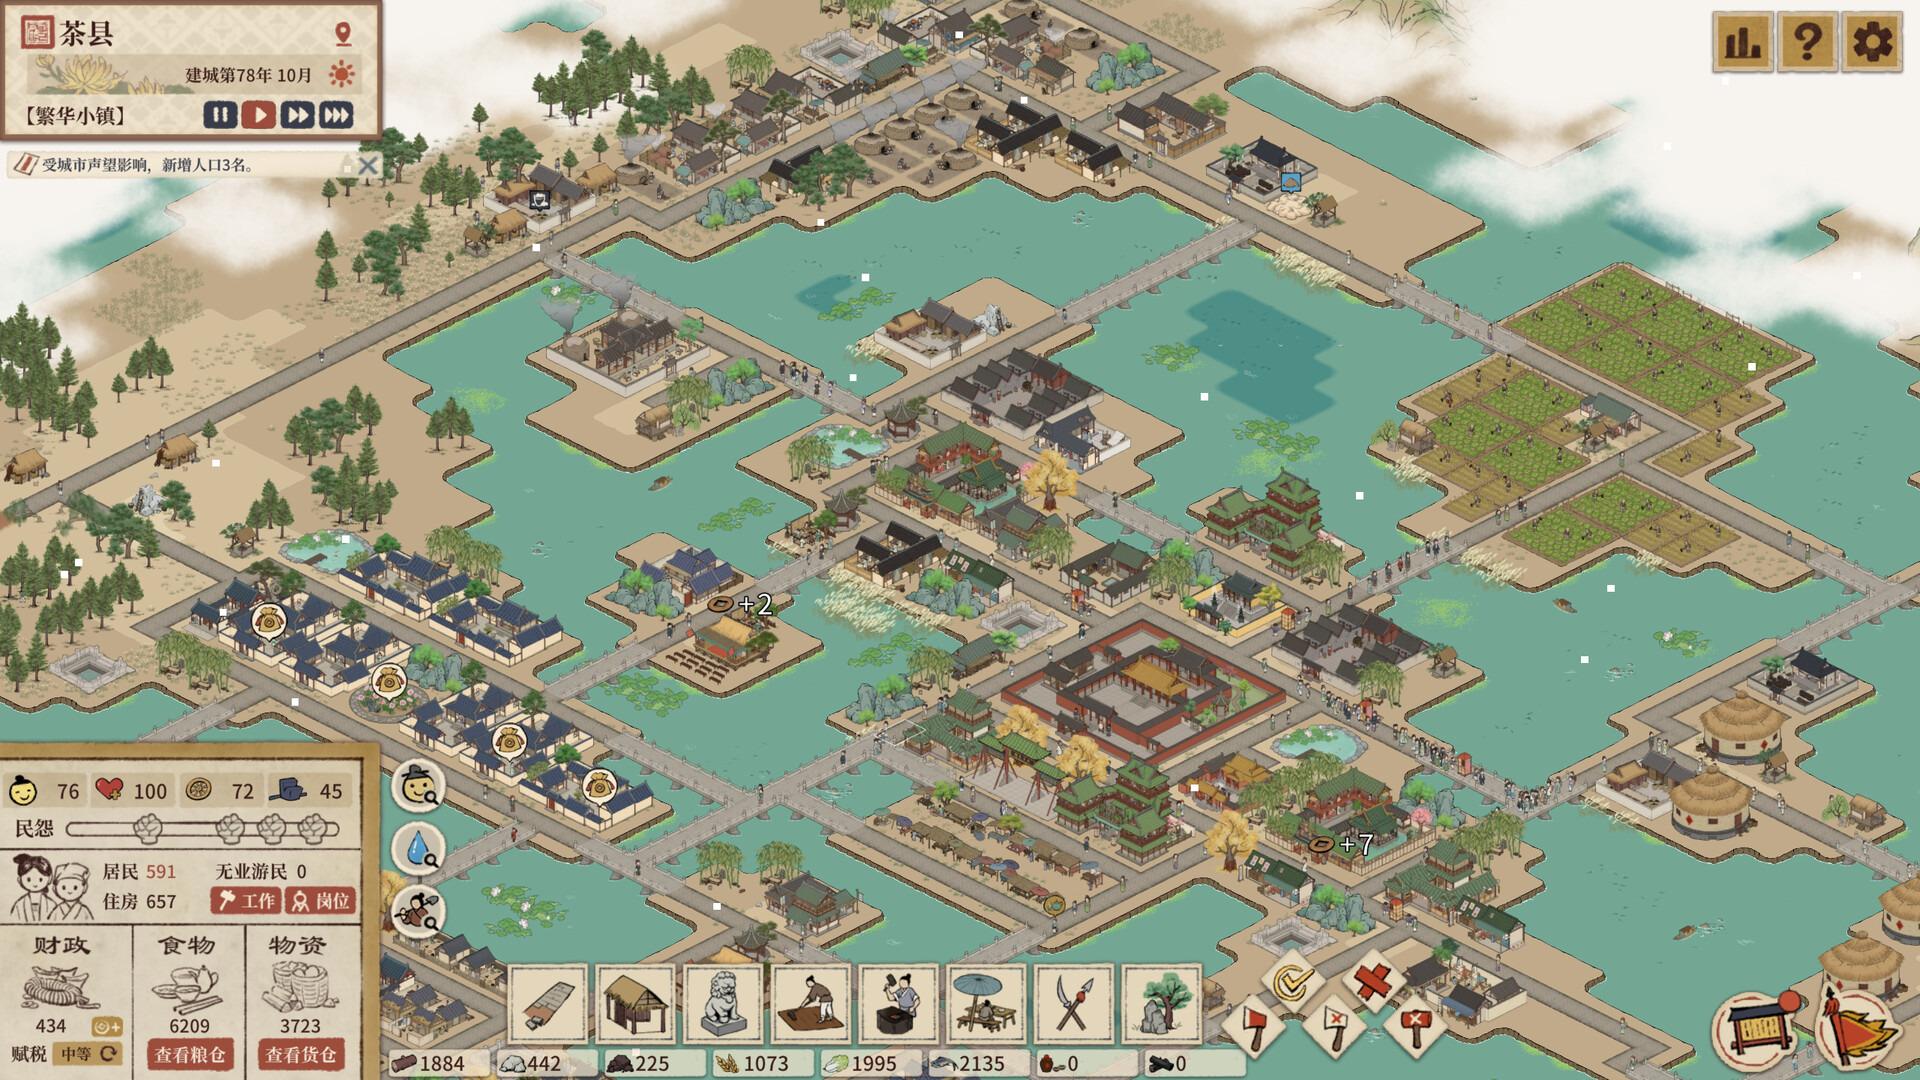 茶县
建城第78年 10月
【繁华小镇】
受城市声望影响，新增人口3名。
+2
+7
76 100 72 45
民怨
居民 591 无业游民 0
住房 657 工作 岗位
财政 食物 物资
434 6209 3723
赋税 中等 查看粮仓 查看货仓
1884 442 225 1073 1995 2135 0 0